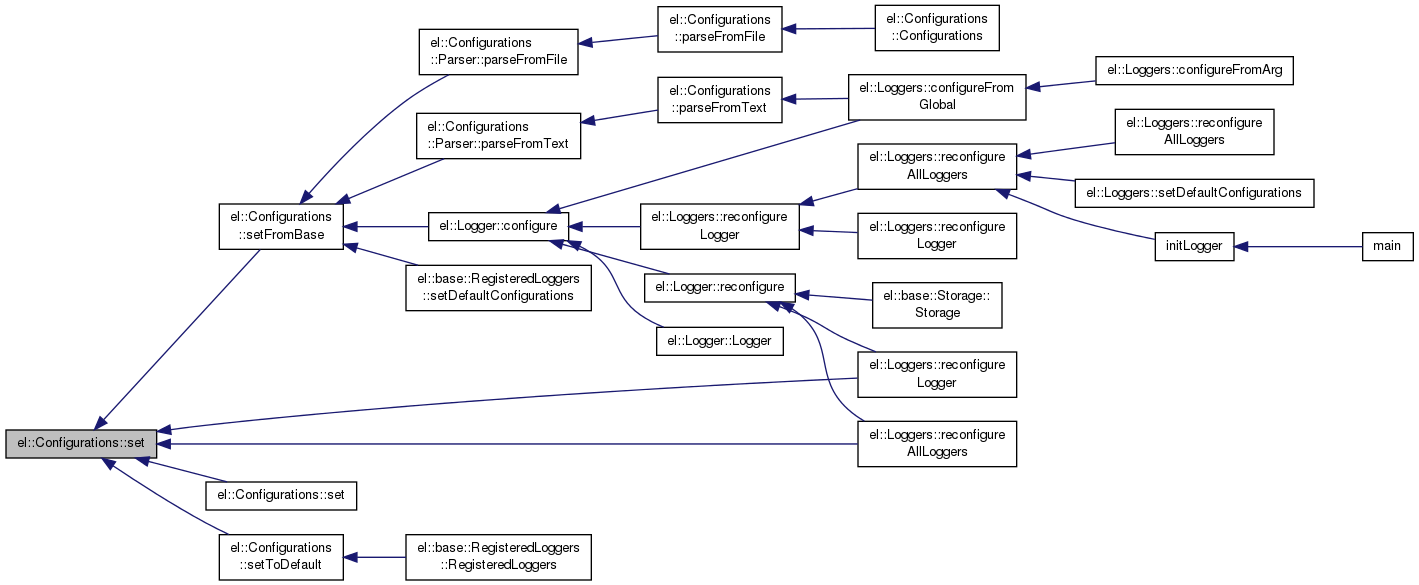 el::Configurations
::Parser::parseFromFile
el::Configurations
::parseFromFile
el::Configurations
::Configurations
el::Configurations
::Parser::parseFromText
el::Configurations
::parseFromText
el::Loggers::configureFrom
Global
el::Loggers::configureFromArg
el::Loggers::reconfigure
AllLoggers
el::Loggers::reconfigure
AllLoggers
el::Loggers::setDefaultConfigurations
el::Configurations
::setFromBase
el::Logger::configure
el::Loggers::reconfigure
Logger
el::Loggers::reconfigure
Logger
initLogger
main
el::base::RegisteredLoggers
::setDefaultConfigurations
el::Logger::reconfigure
el::base::Storage::
Storage
el::Logger::Logger
el::Loggers::reconfigure
Logger
el::Configurations::set
el::Loggers::reconfigure
AllLoggers
el::Configurations::set
el::Configurations
::setToDefault
el::base::RegisteredLoggers
::RegisteredLoggers